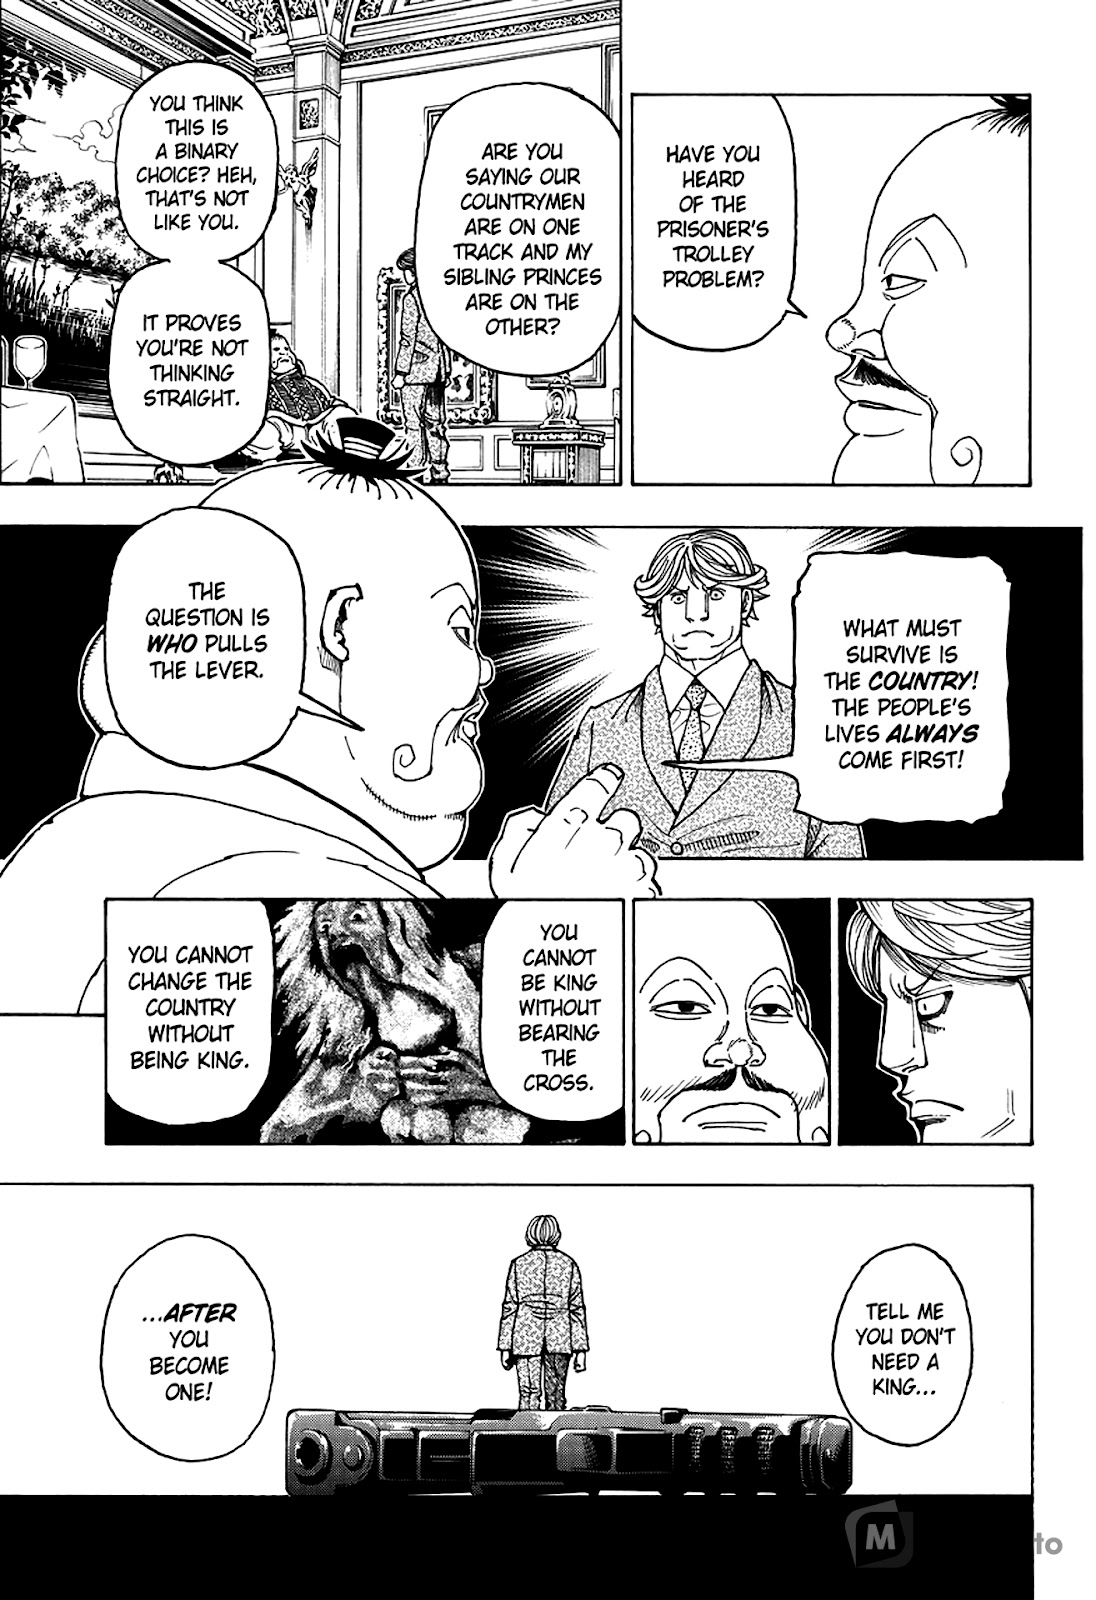 HAVE YOU
HEARD
OF THE
PRISONER'S
TROLLEY
PROBLEM?
ARE YOU
SAYING OUR
COUNTRYMEN
ARE ON ONE
TRACK AND MY
SIBLING PRINCES
ARE ON THE
OTHER?
YOU THINK
THIS IS
A BINARY
CHOICE? HEH,
THAT'S NOT
LIKE YOU.
IT PROVES
YOU'RE NOT
THINKING
STRAIGHT.
WHAT MUST
SURVIVE IS
THE COUNTRY!
THE PEOPLE'S
LIVES ALWAYS
COME FIRST!
THE
QUESTION IS
WHO PULLS
THE LEVER.
YOU
CANNOT
BE KING
WITHOUT
BEARING
THE
CROSS.
YOU CANNOT
CHANGE THE
COUNTRY
WITHOUT
BEING KING.
TELL ME
YOU DON'T
NEED A
KING...
...AFTER
YOU
BECOME
ONE!
M
to